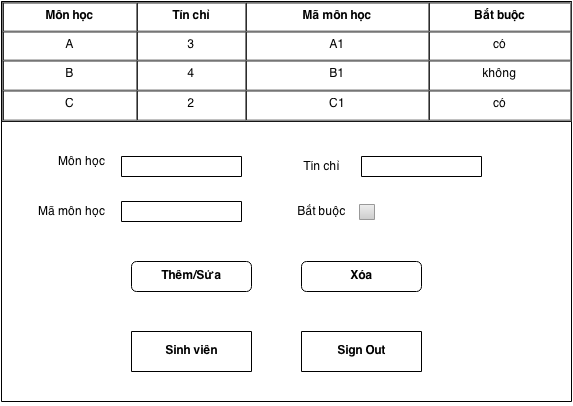 Môn học Tín chỉ Mã môn học Bắt buộc
A 3 A1 có
B 4 B1 không
C 2 C1 có
Môn học Tín chỉ
Mã môn học Bắt buộc
Thêm/Sửa Xóa
Sinh viên Sign Out